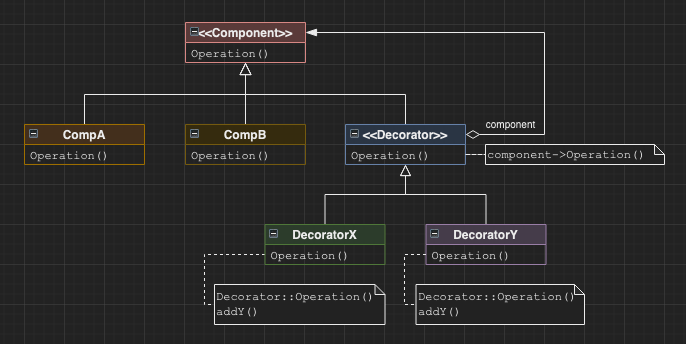 <<Component>>
Operation()
CompA
Operation()
CompB
Operation()
<<Decorator>>
Operation()
component
component->Operation()
DecoratorX
Operation()
DecoratorY
Operation()
Decorator::Operation()
addY()
Decorator::Operation()
addY()